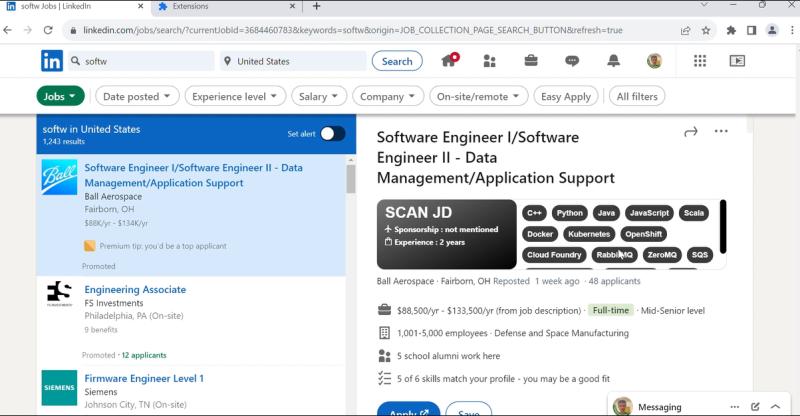 softw Jobs | LinkedIn
Extensions
linkedin.com/jobs/search/?currentJobId=3684460783&keywords=softw&origin=JOB_COLLECTION_PAGE_SEARCH_BUTTON&refresh=true
in
softw
United States
Search
Jobs
Date posted
Experience level
Salary
Company
On-site/remote
Easy Apply
All filters
softw in United States
1,243 results
Set alert
Ball
Software Engineer I/Software Engineer II - Data
Management/Application Support
Ball Aerospace
Fairborn, OH
$88K/yr - $134K/yr
Premium tip: you'd be a top applicant
Promoted
FS
Engineering Associate
FS Investments
Philadelphia, PA (On-site)
9 benefits
Promoted · 12 applicants
SIEMENS
Firmware Engineer Level 1
Siemens
Johnson City, TN (On-site)
Software Engineer I/Software
Engineer II - Data
Management/Application Support
SCAN JD
Sponsorship : not mentioned
Experience : 2 years
C++ Python Java JavaScript Scala
Docker Kubernetes OpenShift
Cloud Foundry RabbitMQ ZeroMQ SQS
Ball Aerospace · Fairborn, OH Reposted 1 week ago · 48 applicants
$88,500/yr - $133,500/yr (from job description) · Full-time · Mid-Senior level
1,001-5,000 employees · Defense and Space Manufacturing
5 school alumni work here
5 of 6 skills match your profile - you may be a good fit
Apply
Save
Messaging